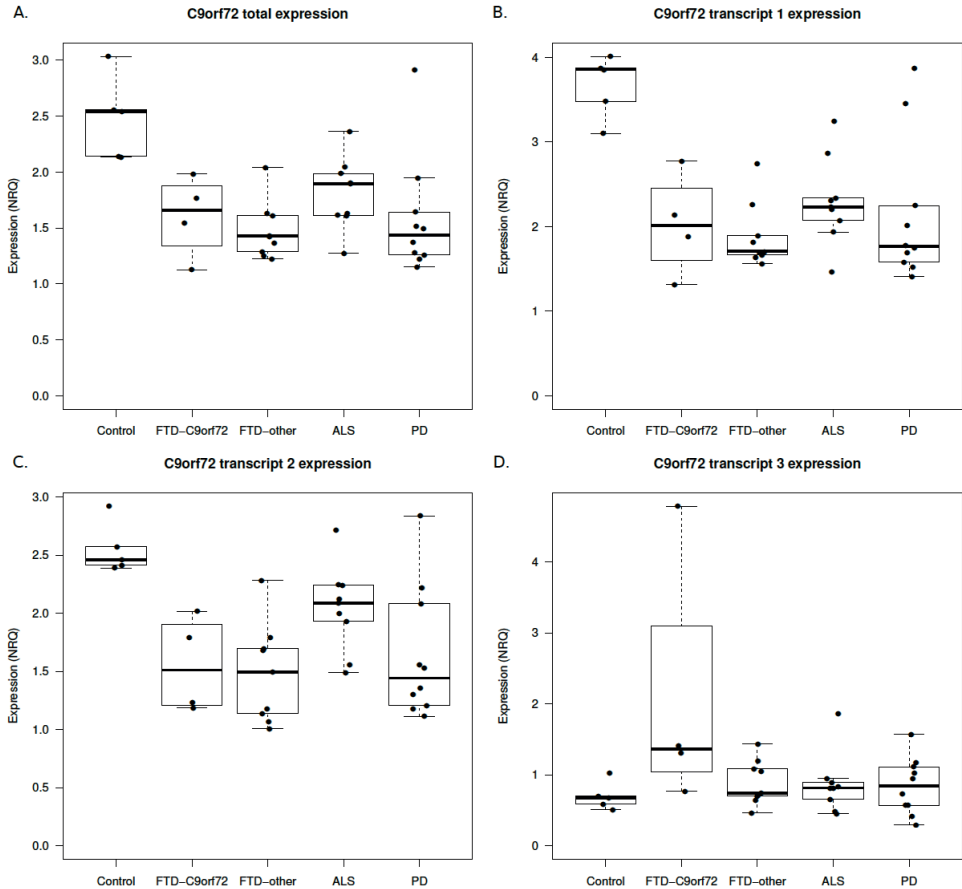 A.
C9orf72 total expression
Expression (NRQ)
3.0
2.5
2.0
1.5
1.0
0.5
0.0
Control FTD–C9orf72 FTD–other ALS PD
B.
C9orf72 transcript 1 expression
Expression (NRQ)
4
3
2
1
0
Control FTD–C9orf72 FTD–other ALS PD
C.
C9orf72 transcript 2 expression
Expression (NRQ)
3.0
2.5
2.0
1.5
1.0
0.5
0.0
Control FTD–C9orf72 FTD–other ALS PD
D.
C9orf72 transcript 3 expression
Expression (NRQ)
4
3
2
1
0
Control FTD–C9orf72 FTD–other ALS PD